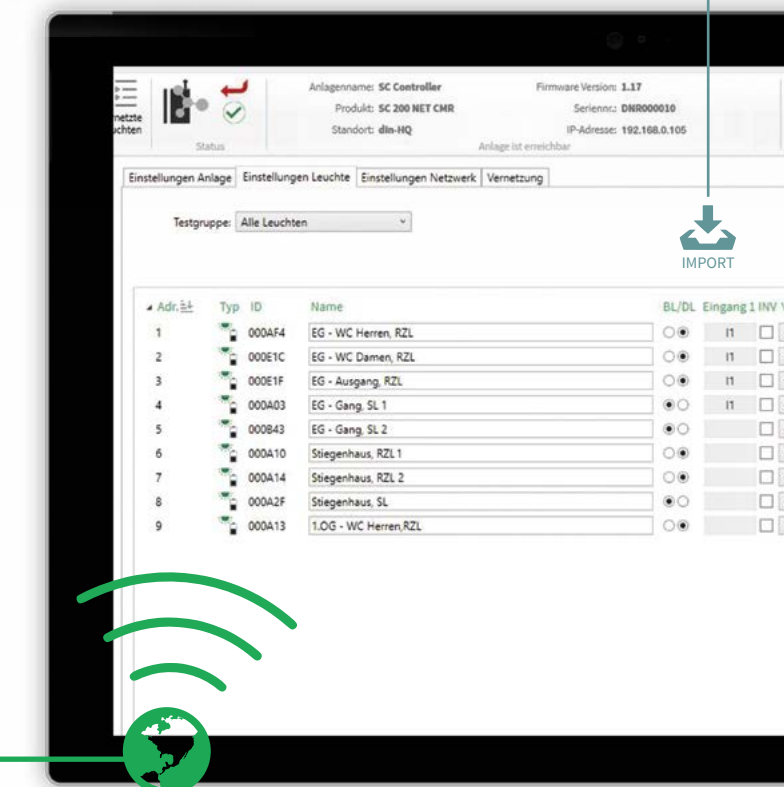 Anlagenname: SC Controller Firmware Version: 1.17
netzte
uchten
Produkt: SC 200 NET CMR Seriennr.: DNR000010
Standort: din-HQ IP-Adresse: 192.168.0.105
Status Anlage ist erreichbar
Einstellungen Anlage Einstellungen Leuchte Einstellungen Netzwerk Vernetzung
Testgruppe: Alle Leuchten
IMPORT
Adr. Typ ID Name BL/DL Eingang 1 INV
1 000AF4 EG - WC Herren, RZL I1
2 000E1C EG - WC Damen, RZL I1
3 000E1F EG - Ausgang, RZL I1
4 000A03 EG - Gang, SL 1 I1
5 000B43 EG - Gang, SL 2
6 000A10 Stiegenhaus, RZL 1
7 000A14 Stiegenhaus, RZL 2
8 000A2F Stiegenhaus, SL
9 000A13 1.OG - WC Herren,RZL